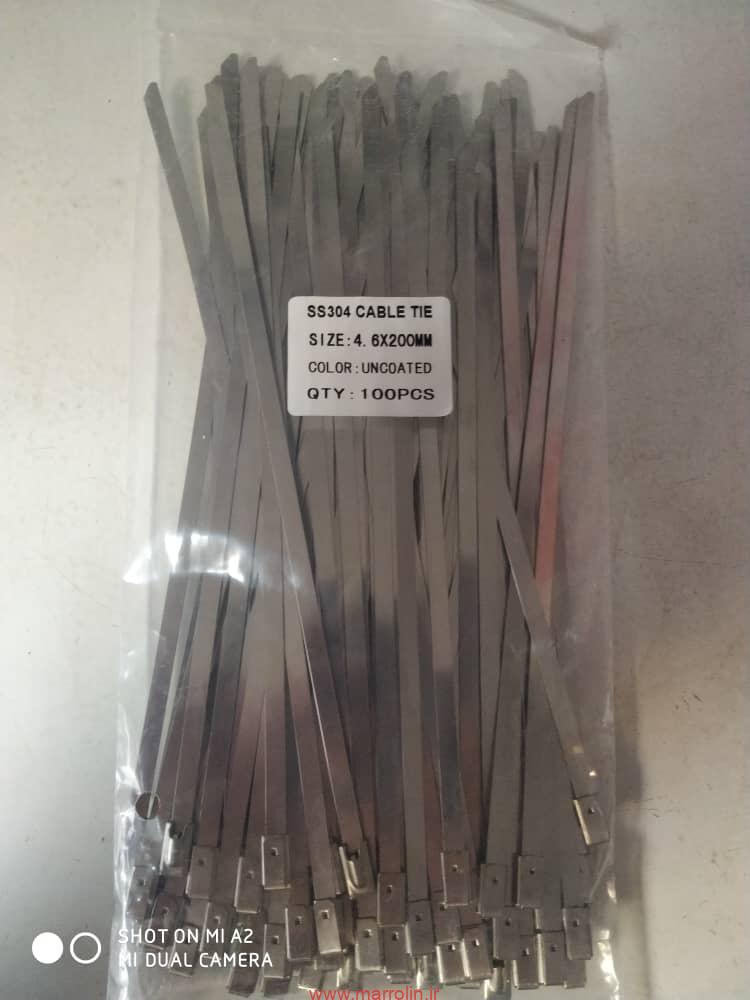 SS304 CABLE TIE
SIZE:4.6X200MM
COLOR:UNCOATED
QTY:100PCS
SHOT ON MI A2
MI DUAL CAMERA
www.marrolin.ir